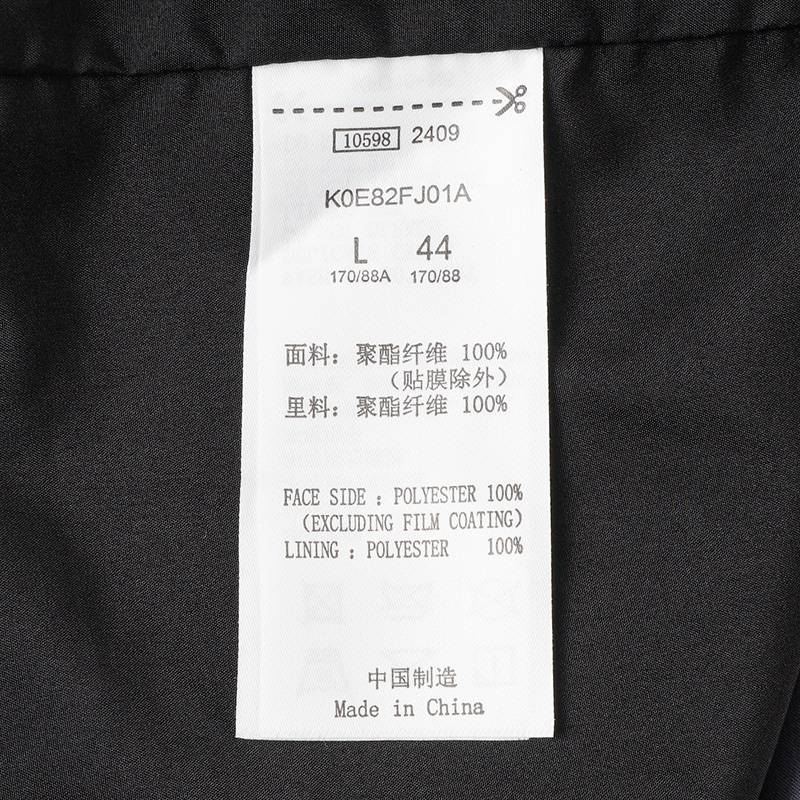 10598 2409
K0E82FJ01A
L 44
170/88A 170/88
面料：聚酯纤维 100%
（贴膜除外）
里料：聚酯纤维 100%
FACE SIDE : POLYESTER 100%
(EXCLUDING FILM COATING)
LINING : POLYESTER 100%
中国制造
Made in China